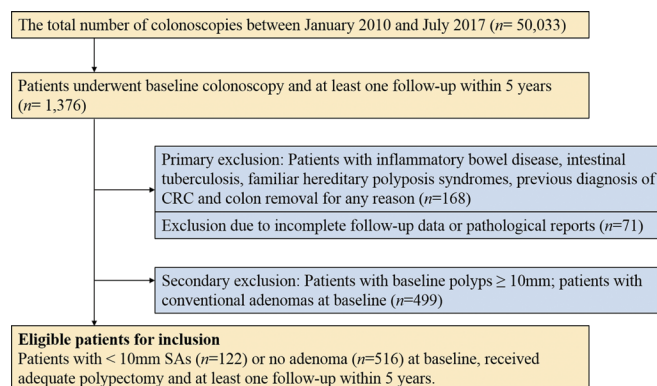 The total number of colonoscopies between January 2010 and July 2017 (n= 50,033)
Patients underwent baseline colonoscopy and at least one follow-up within 5 years
(n= 1,376)
Primary exclusion: Patients with inflammatory bowel disease, intestinal
tuberculosis, familiar hereditary polyposis syndromes, previous diagnosis of
CRC and colon removal for any reason (n=168)
Exclusion due to incomplete follow-up data or pathological reports (n=71)
Secondary exclusion: Patients with baseline polyps ≥ 10mm; patients with
conventional adenomas at baseline (n=499)
Eligible patients for inclusion
Patients with < 10mm SAs (n=122) or no adenoma (n=516) at baseline, received
adequate polypectomy and at least one follow-up within 5 years.